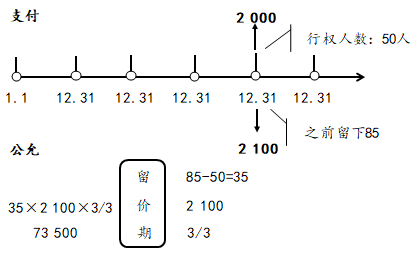 支付
2 000
行权人数：50人
1.1 12.31 12.31 12.31 12.31 12.31
之前留下85
2 100
公允
留 85-50=35
35×2 100×3/3 价 2 100
73 500 期 3/3